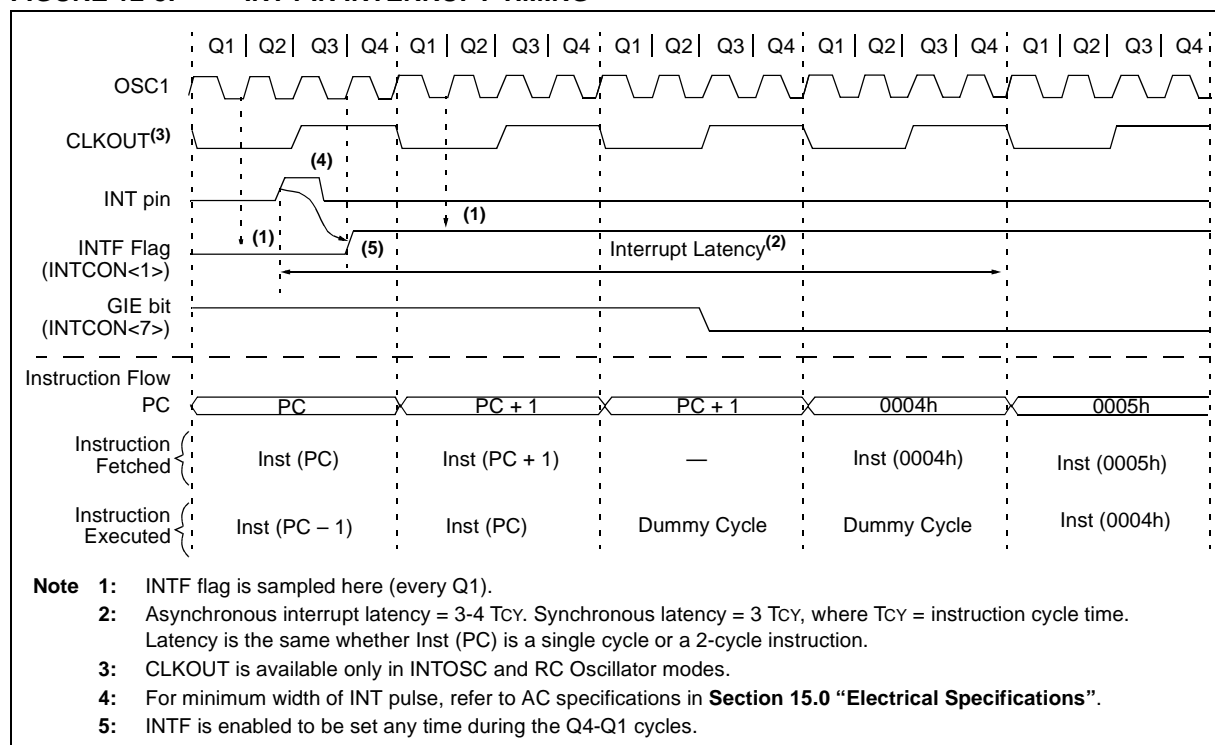 Q1 | Q2 | Q3 | Q4 Q1 | Q2 | Q3 | Q4 Q1 | Q2 | Q3 | Q4 Q1 | Q2 | Q3 | Q4 Q1 | Q2 | Q3 | Q4
OSC1
CLKOUT(3)
(4)
INT pin
(1)
(1)
INTF Flag
(INTCON<1>)
(5)
Interrupt Latency(2)
GIE bit
(INTCON<7>)
Instruction Flow
PC PC PC + 1 PC + 1 0004h 0005h
Instruction
Fetched
Inst (PC) Inst (PC + 1) — Inst (0004h) Inst (0005h)
Instruction
Executed
Inst (PC – 1) Inst (PC) Dummy Cycle Dummy Cycle Inst (0004h)
Note 1: INTF flag is sampled here (every Q1).
2: Asynchronous interrupt latency = 3-4 TCY. Synchronous latency = 3 TCY, where TCY = instruction cycle time.
Latency is the same whether Inst (PC) is a single cycle or a 2-cycle instruction.
3: CLKOUT is available only in INTOSC and RC Oscillator modes.
4: For minimum width of INT pulse, refer to AC specifications in Section 15.0 “Electrical Specifications”.
5: INTF is enabled to be set any time during the Q4-Q1 cycles.